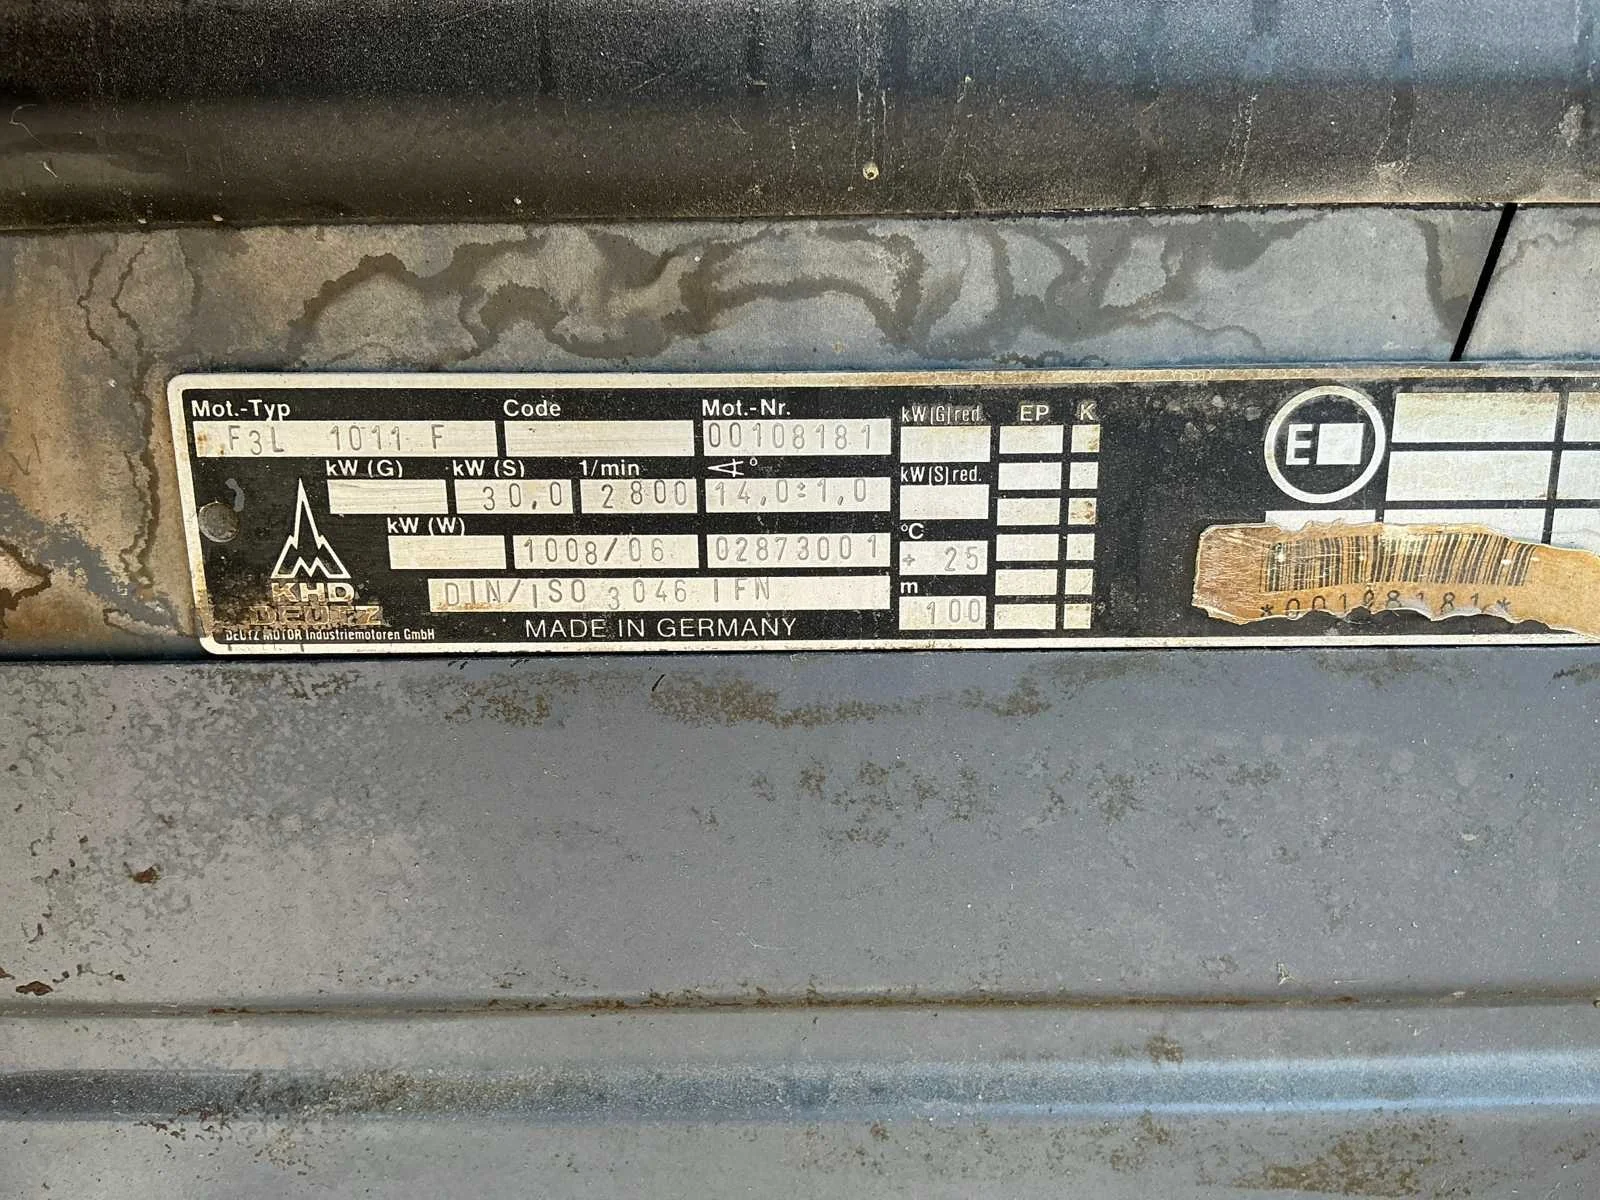 Mot.-Typ Code Mot.-Nr. kW(G)red. EP K
F3L 1011 F 00108181
kW (G) kW (S) 1/min ∢° kW(S)red.
30,0 2800 14,0±1,0
kW (W) °C
1008/06 02873001 + 25
m
DIN/ISO 3046 IFN 100
KHD
DEUTZ
DEUTZ MOTOR Industriemotoren GmbH
MADE IN GERMANY
E
*00108181*